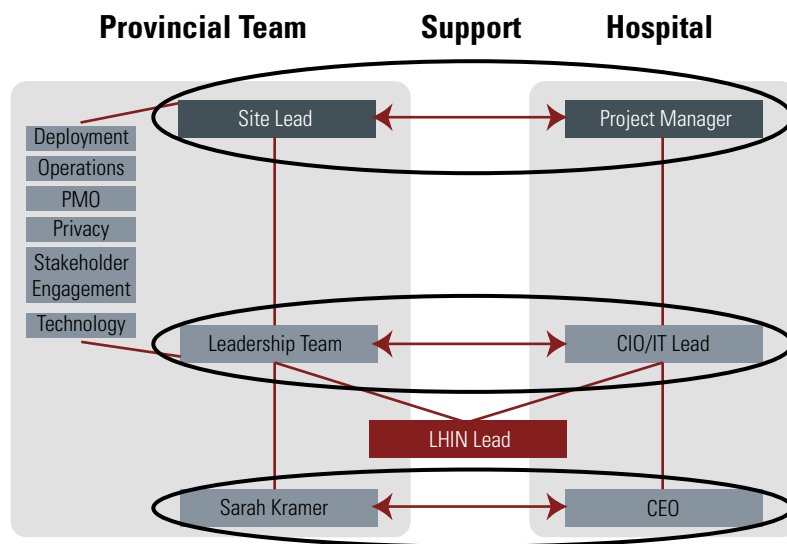 Provincial Team Support Hospital
Site Lead Project Manager
Deployment
Operations
PMO
Privacy
Stakeholder
Engagement
Technology
Leadership Team CIO/IT Lead
LHIN Lead
Sarah Kramer CEO